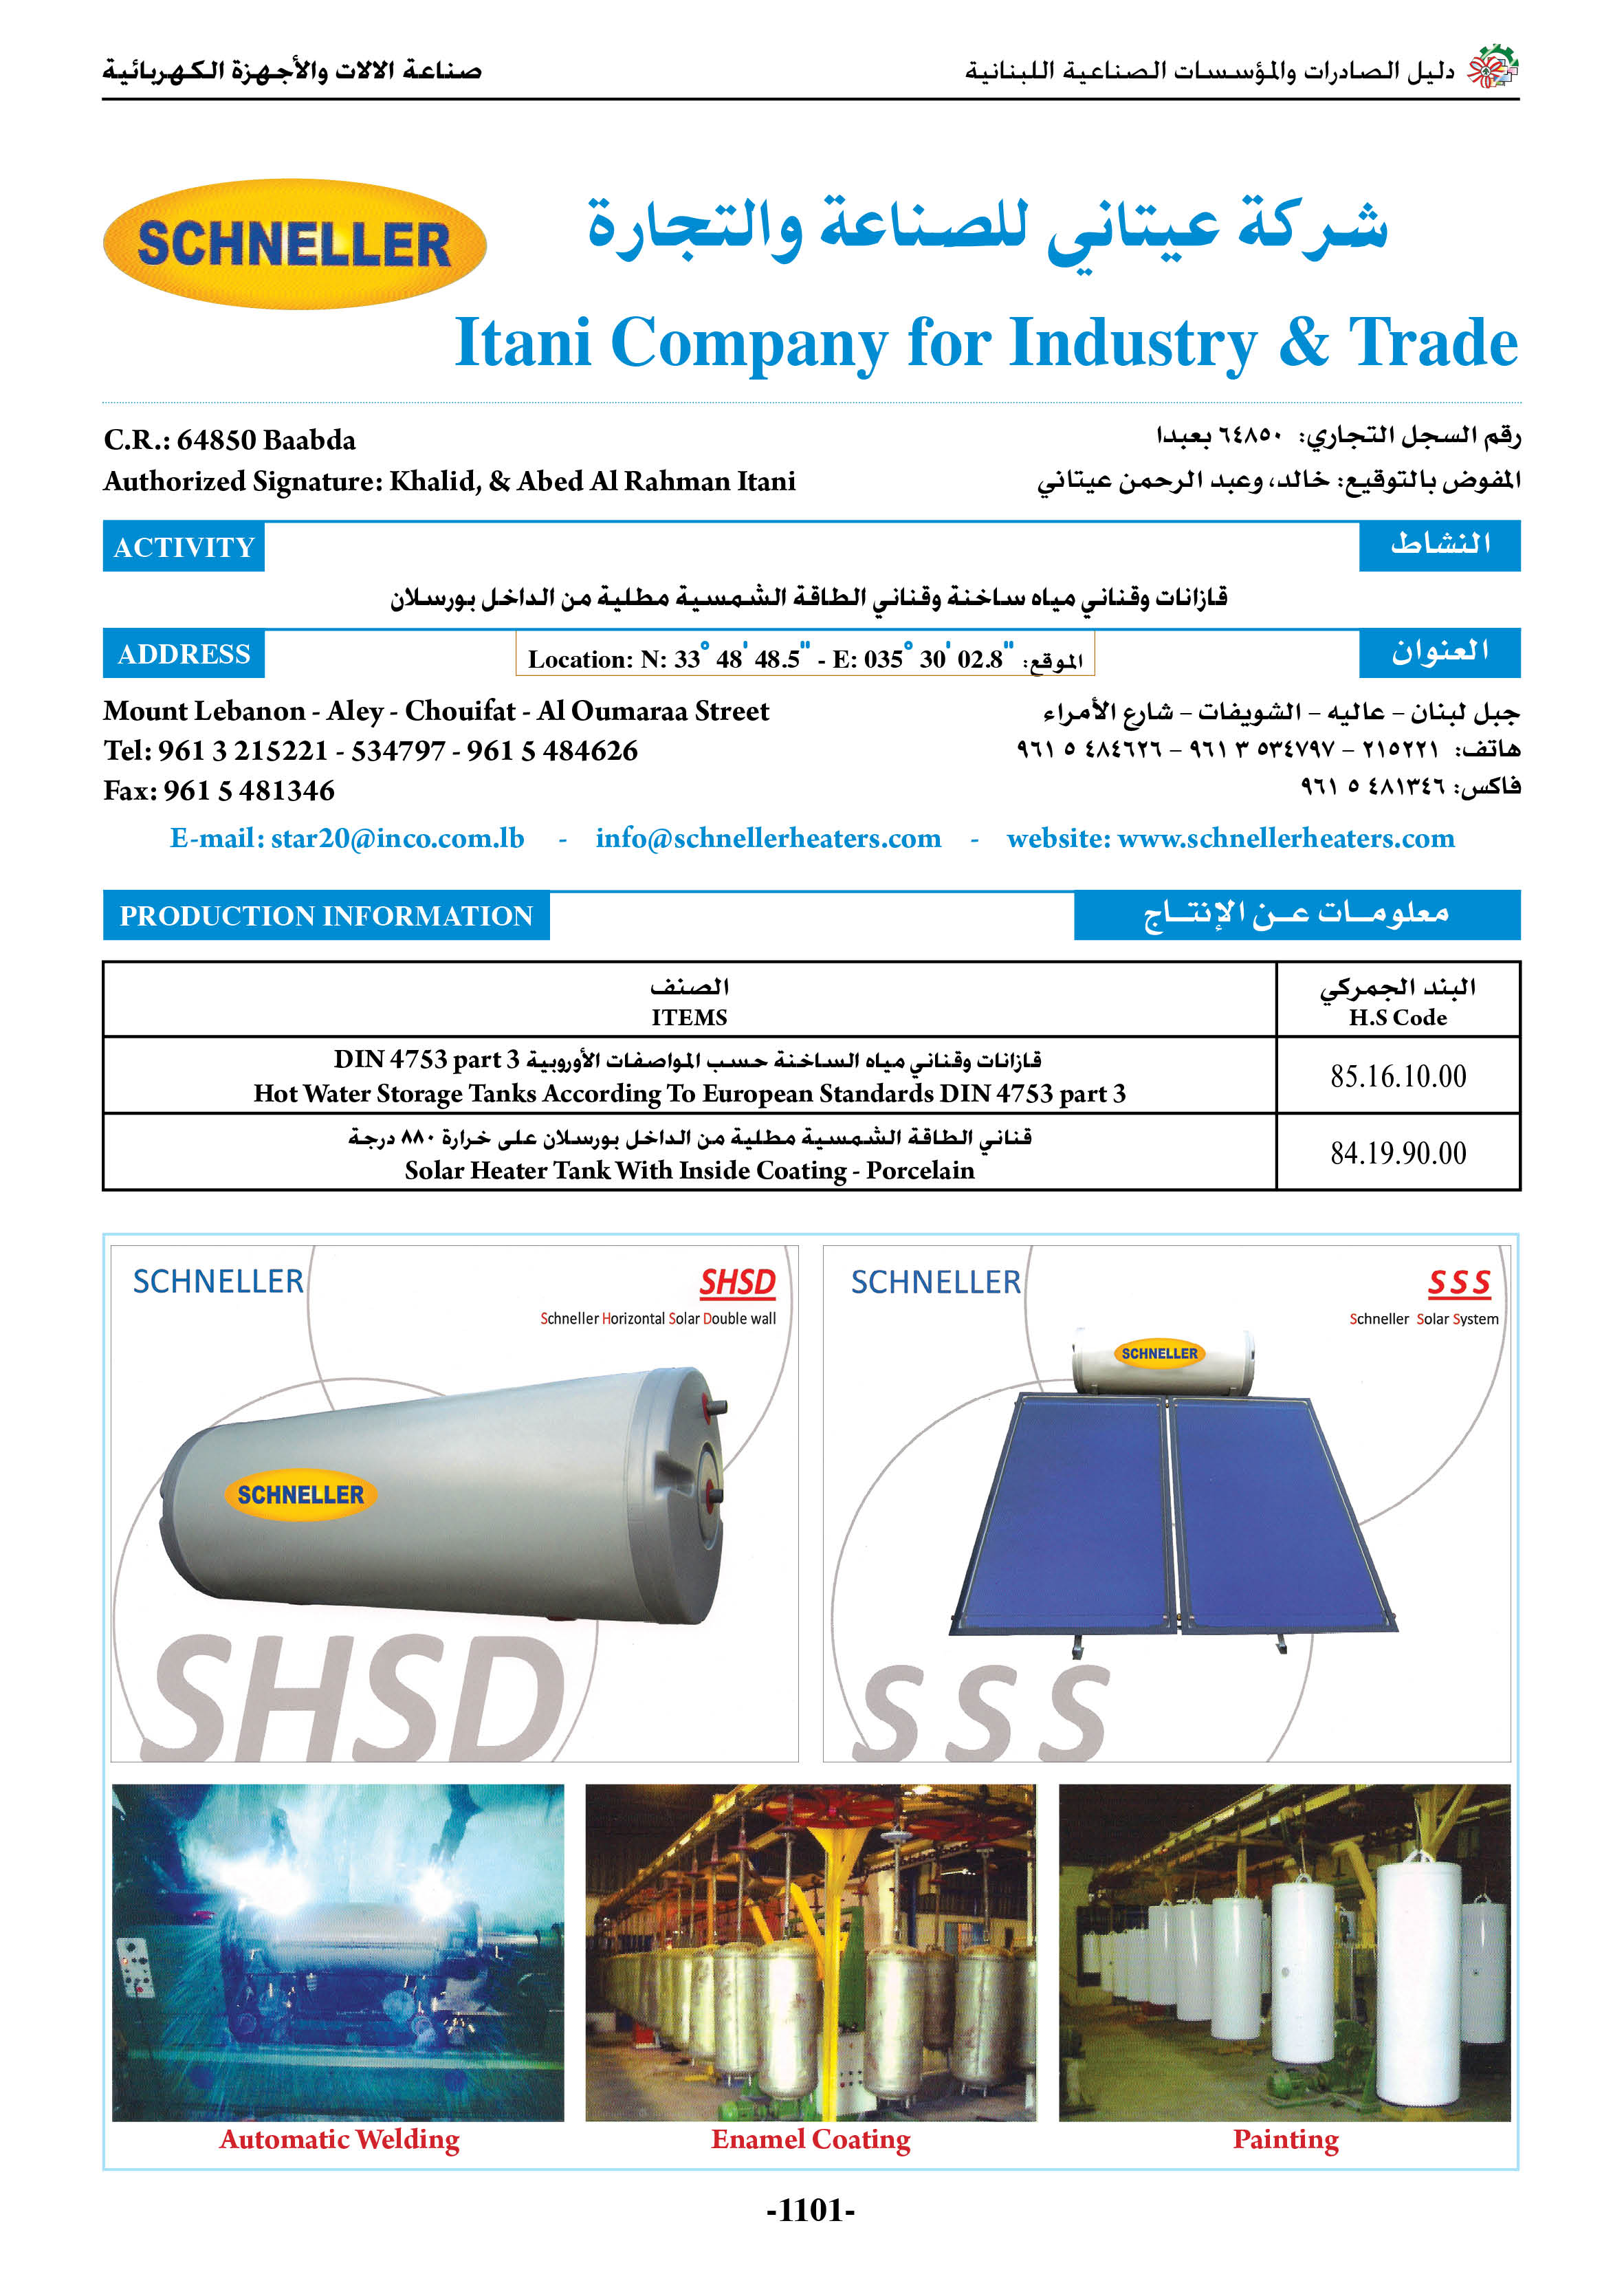 دليل الصادرات والمؤسسات الصناعية اللبنانية
صناعة الالات والأجهزة الكهربائية
SCHNELLER
شركة عيتاني للصناعة والتجارة
Itani Company for Industry & Trade
C.R.: 64850 Baabda
رقم السجل التجاري: ٦٤٨٥٠ بعبدا
Authorized Signature: Khalid, & Abed Al Rahman Itani
المفوض بالتوقيع: خالد، وعبد الرحمن عيتاني
ACTIVITY
النشاط
قازانات وقناني مياه ساخنة وقناني الطاقة الشمسية مطلية من الداخل بورسلان
ADDRESS
Location: N: 33° 48' 48.5" - E: 035° 30' 02.8" :الموقع
العنوان
Mount Lebanon - Aley - Chouifat - Al Oumaraa Street
جبل لبنان – عاليه – الشويفات – شارع الأمراء
Tel: 961 3 215221 - 534797 - 961 5 484626
هاتف: ٢١٥٢٢١ – ٥٣٤٧٩٧ ٣ ٩٦١ – ٤٨٤٦٢٦ ٥ ٩٦١
Fax: 961 5 481346
فاكس: ٤٨١٣٤٦ ٥ ٩٦١
E-mail: star20@inco.com.lb - info@schnellerheaters.com - website: www.schnellerheaters.com
PRODUCTION INFORMATION
معلومـات عـن الإنتـاج
الصنف
ITEMS
البند الجمركي
H.S Code
قازانات وقناني مياه الساخنة حسب المواصفات الأوروبية DIN 4753 part 3
Hot Water Storage Tanks According To European Standards DIN 4753 part 3
85.16.10.00
قناني الطاقة الشمسية مطلية من الداخل بورسلان على خرارة ٨٨٠ درجة
Solar Heater Tank With Inside Coating - Porcelain
84.19.90.00
SCHNELLER
SHSD
Schneller Horizontal Solar Double wall
SCHNELLER
SHSD
SCHNELLER
SSS
Schneller Solar System
SCHNELLER
SSS
Automatic Welding
Enamel Coating
Painting
-1101-